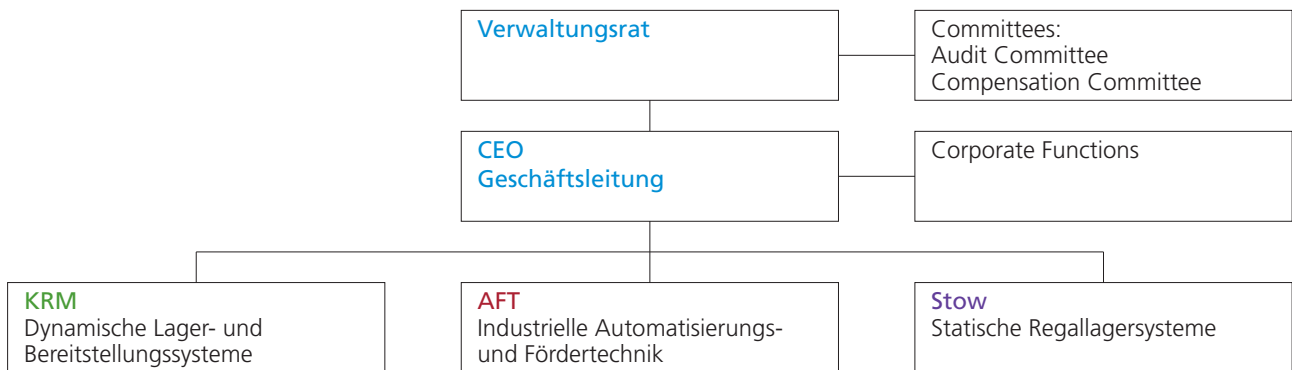 Verwaltungsrat
Committees:
Audit Committee
Compensation Committee
CEO
Geschäftsleitung
Corporate Functions
KRM
Dynamische Lager- und
Bereitstellungssysteme
AFT
Industrielle Automatisierungs-
und Fördertechnik
Stow
Statische Regallagersysteme